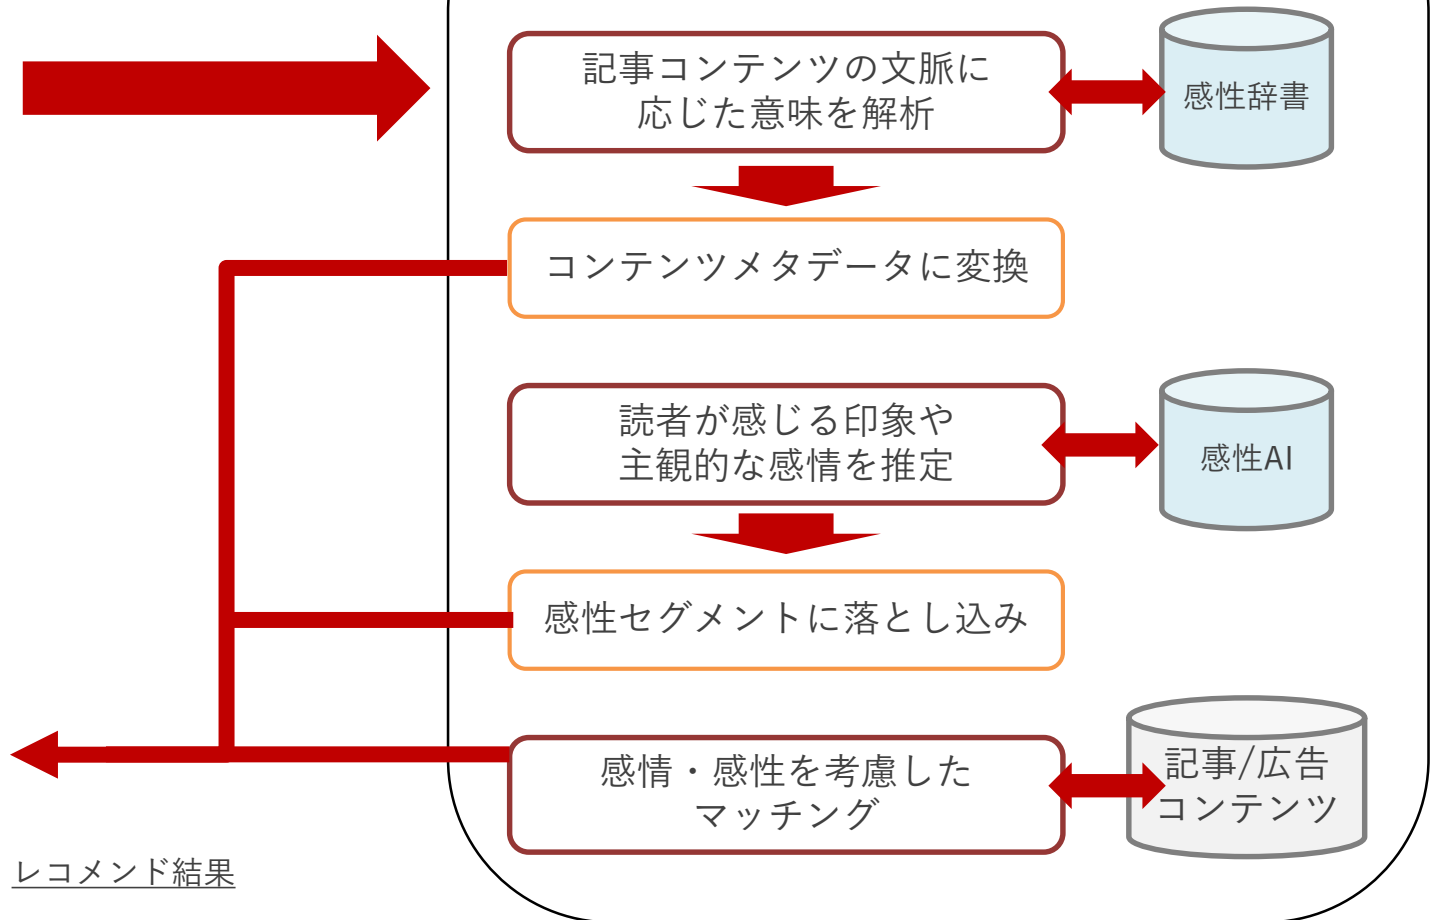 記事コンテンツの文脈に
応じた意味を解析
感性辞書
コンテンツメタデータに変換
読者が感じる印象や
主観的な感情を推定
感性AI
感性セグメントに落とし込み
感情・感性を考慮した
マッチング
記事/広告
コンテンツ
レコメンド結果